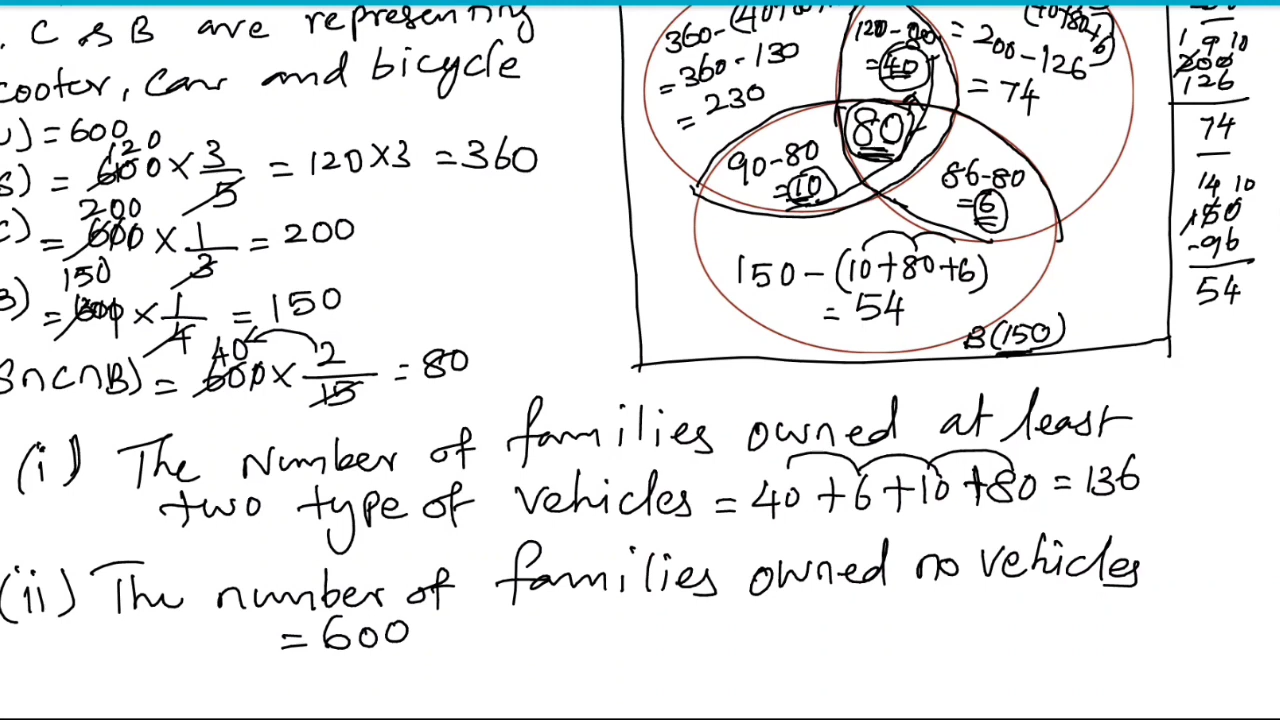 C & B are representing
cooter, Car and bicycle
) = 600
) = 600 120 × 3/5 = 120 × 3 = 360
) = 600 200 × 1/3 = 200
) = 600 150 × 1/4 = 150
∩C∩B) = 600 40 × 2/15 = 80
360-(40+
= 360-130
= 230
120-80
= 40
= 200-126
= 74
80
90-80
= 10
86-80
= 6
150-(10+80+6)
= 54
B(150)
200
126
74
150
-96
54
(i) The Number of families owned at least
two type of vehicles = 40+6+10+80 = 136
(ii) The number of families owned no vehicles
= 600